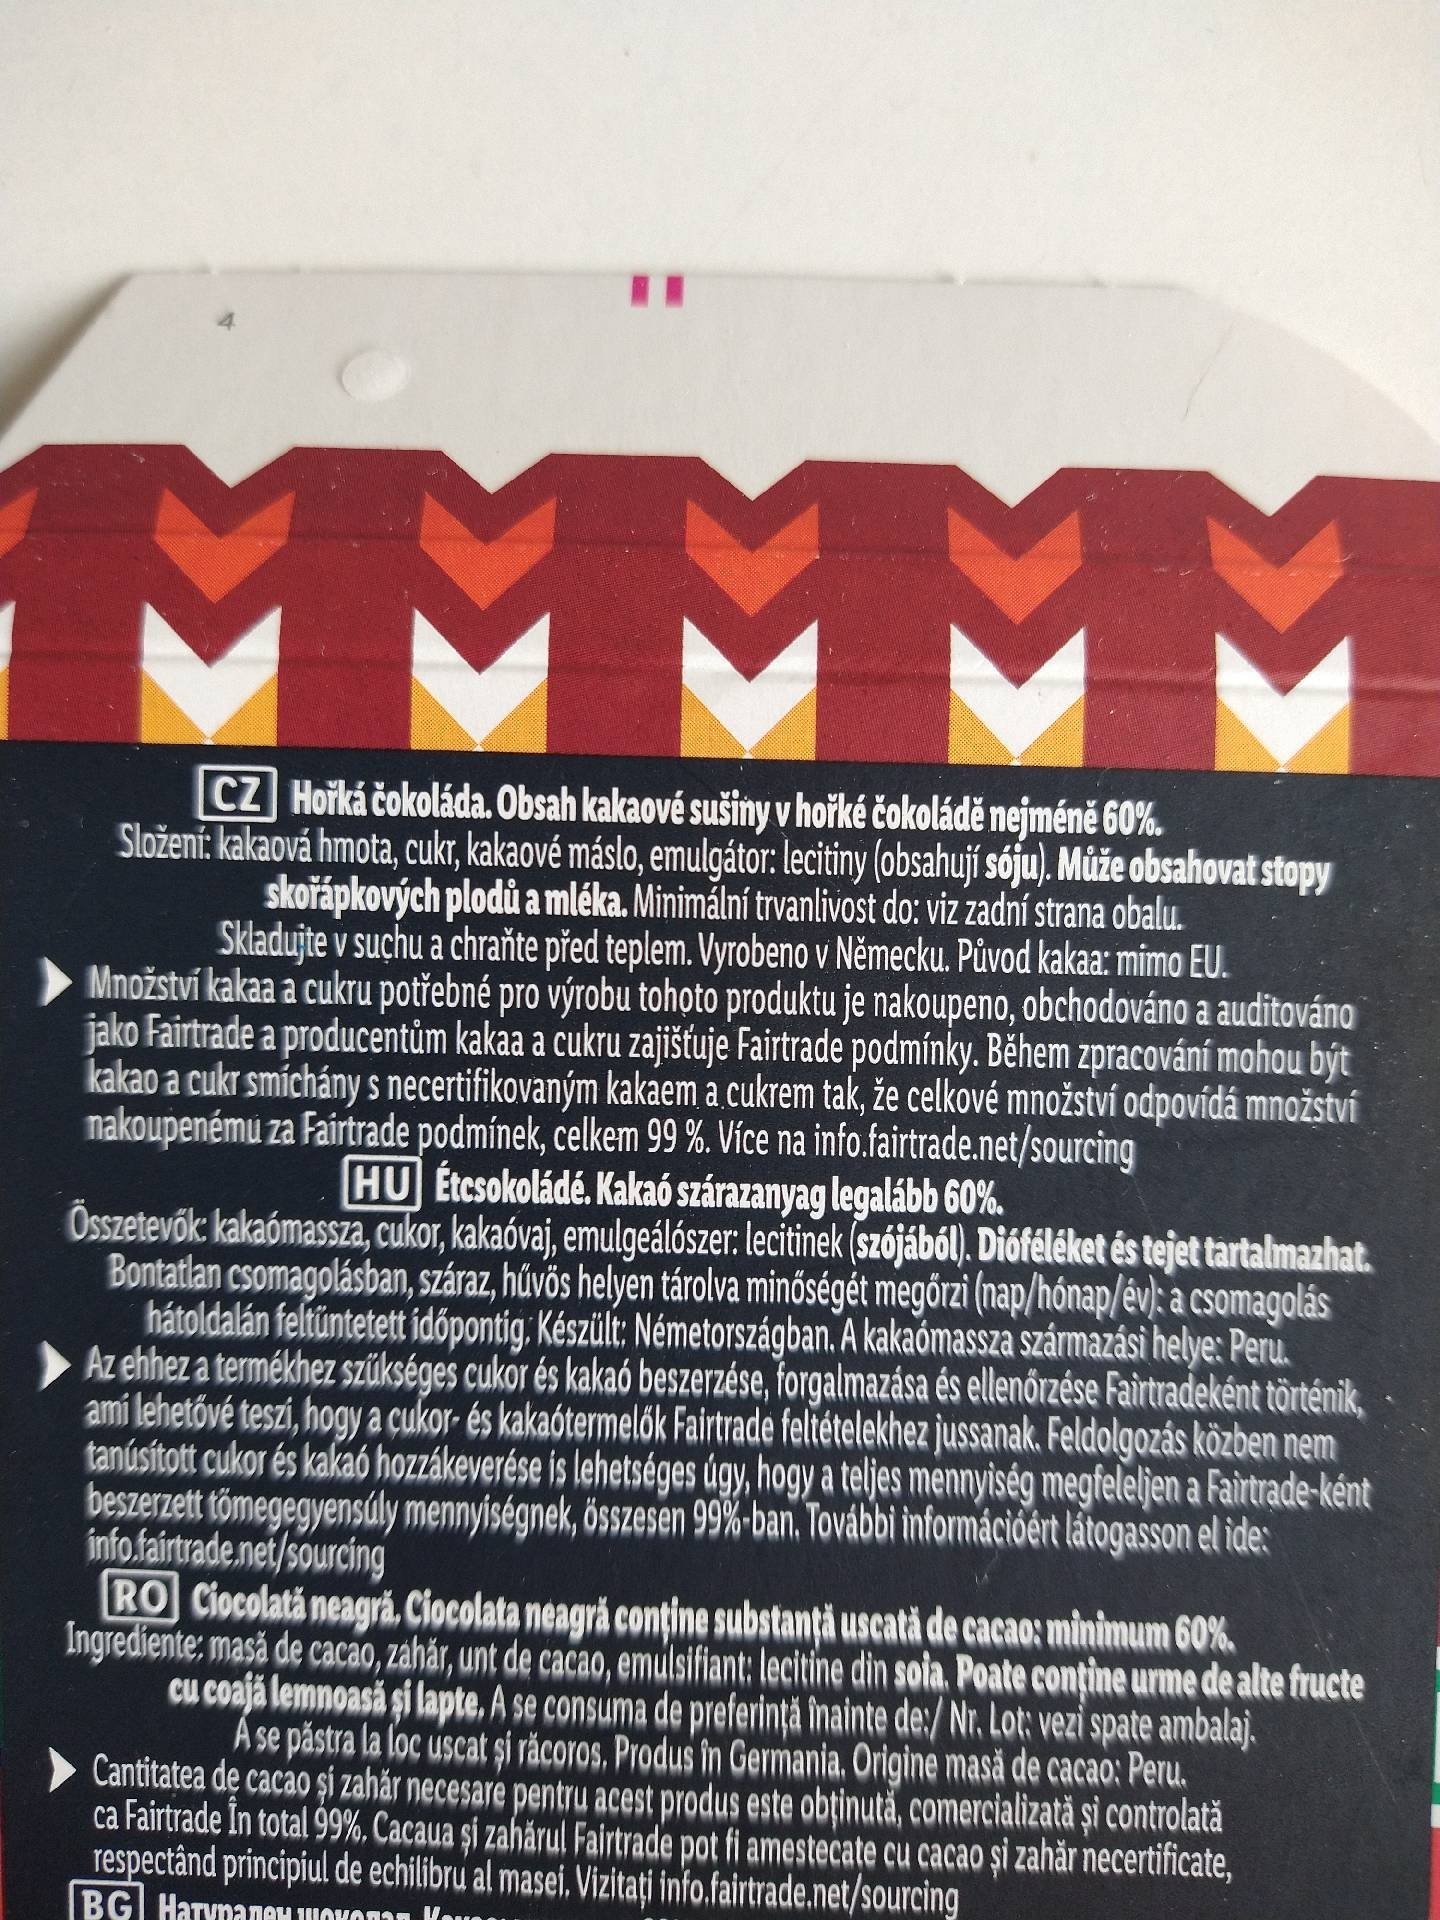 4
CZ Hořká čokoláda. Obsah kakaové sušiny v hořké čokoládě nejméně 60%.
Složení: kakaová hmota, cukr, kakaové máslo, emulgátor: lecitiny (obsahují sóju). Může obsahovat stopy
skořápkových plodů a mléka. Minimální trvanlivost do: viz zadní strana obalu.
Skladujte v suchu a chraňte před teplem. Vyrobeno v Německu. Původ kakaa: mimo EU.
Množství kakaa a cukru potřebné pro výrobu tohoto produktu je nakoupeno, obchodováno a auditováno
jako Fairtrade a producentům kakaa a cukru zajišťuje Fairtrade podmínky. Během zpracování mohou být
kakao a cukr smíchány s necertifikovaným kakaem a cukrem tak, že celkové množství odpovídá množství
nakoupenému za Fairtrade podmínek, celkem 99 %. Více na info.fairtrade.net/sourcing
HU Étcsokoládé. Kakaó szárazanyag legalább 60%.
Összetevők: kakaómassza, cukor, kakaóvaj, emulgeálószer: lecitinek (szójából). Dióféléket és tejet tartalmazhat.
Bontatlan csomagolásban, száraz, hűvös helyen tárolva minőségét megőrzi (nap/hónap/év): a csomagolás
hátoldalán feltüntetett időpontig. Készült: Németországban. A kakaómassza származási helye: Peru.
Az ehhez a termékhez szükséges cukor és kakaó beszerzése, forgalmazása és ellenőrzése Fairtradeként történik,
ami lehetővé teszi, hogy a cukor- és kakaótermelők Fairtrade feltételekhez jussanak. Feldolgozás közben nem
tanúsított cukor és kakaó hozzákeverése is lehetséges úgy, hogy a teljes mennyiség megfeleljen a Fairtrade-ként
beszerzett tömegegyensúly mennyiségnek, összesen 99%-ban. További információért látogasson el ide:
info.fairtrade.net/sourcing
RO Ciocolată neagră. Ciocolata neagră conține substanță uscată de cacao: minimum 60%.
Ingrediente: masă de cacao, zahăr, unt de cacao, emulsifiant: lecitine din soia. Poate conține urme de alte fructe
cu coajă lemnoasă și lapte. A se consuma de preferință înainte de:/ Nr. Lot: vezi spate ambalaj.
A se păstra la loc uscat și răcoros. Produs în Germania. Origine masă de cacao: Peru.
Cantitatea de cacao și zahăr necesare pentru acest produs este obținută, comercializată și controlată
ca Fairtrade În total 99%. Cacaua și zahărul Fairtrade pot fi amestecate cu cacao și zahăr necertificate,
respectând principiul de echilibru al masei. Vizitați info.fairtrade.net/sourcing
BG Натурален шоколад.